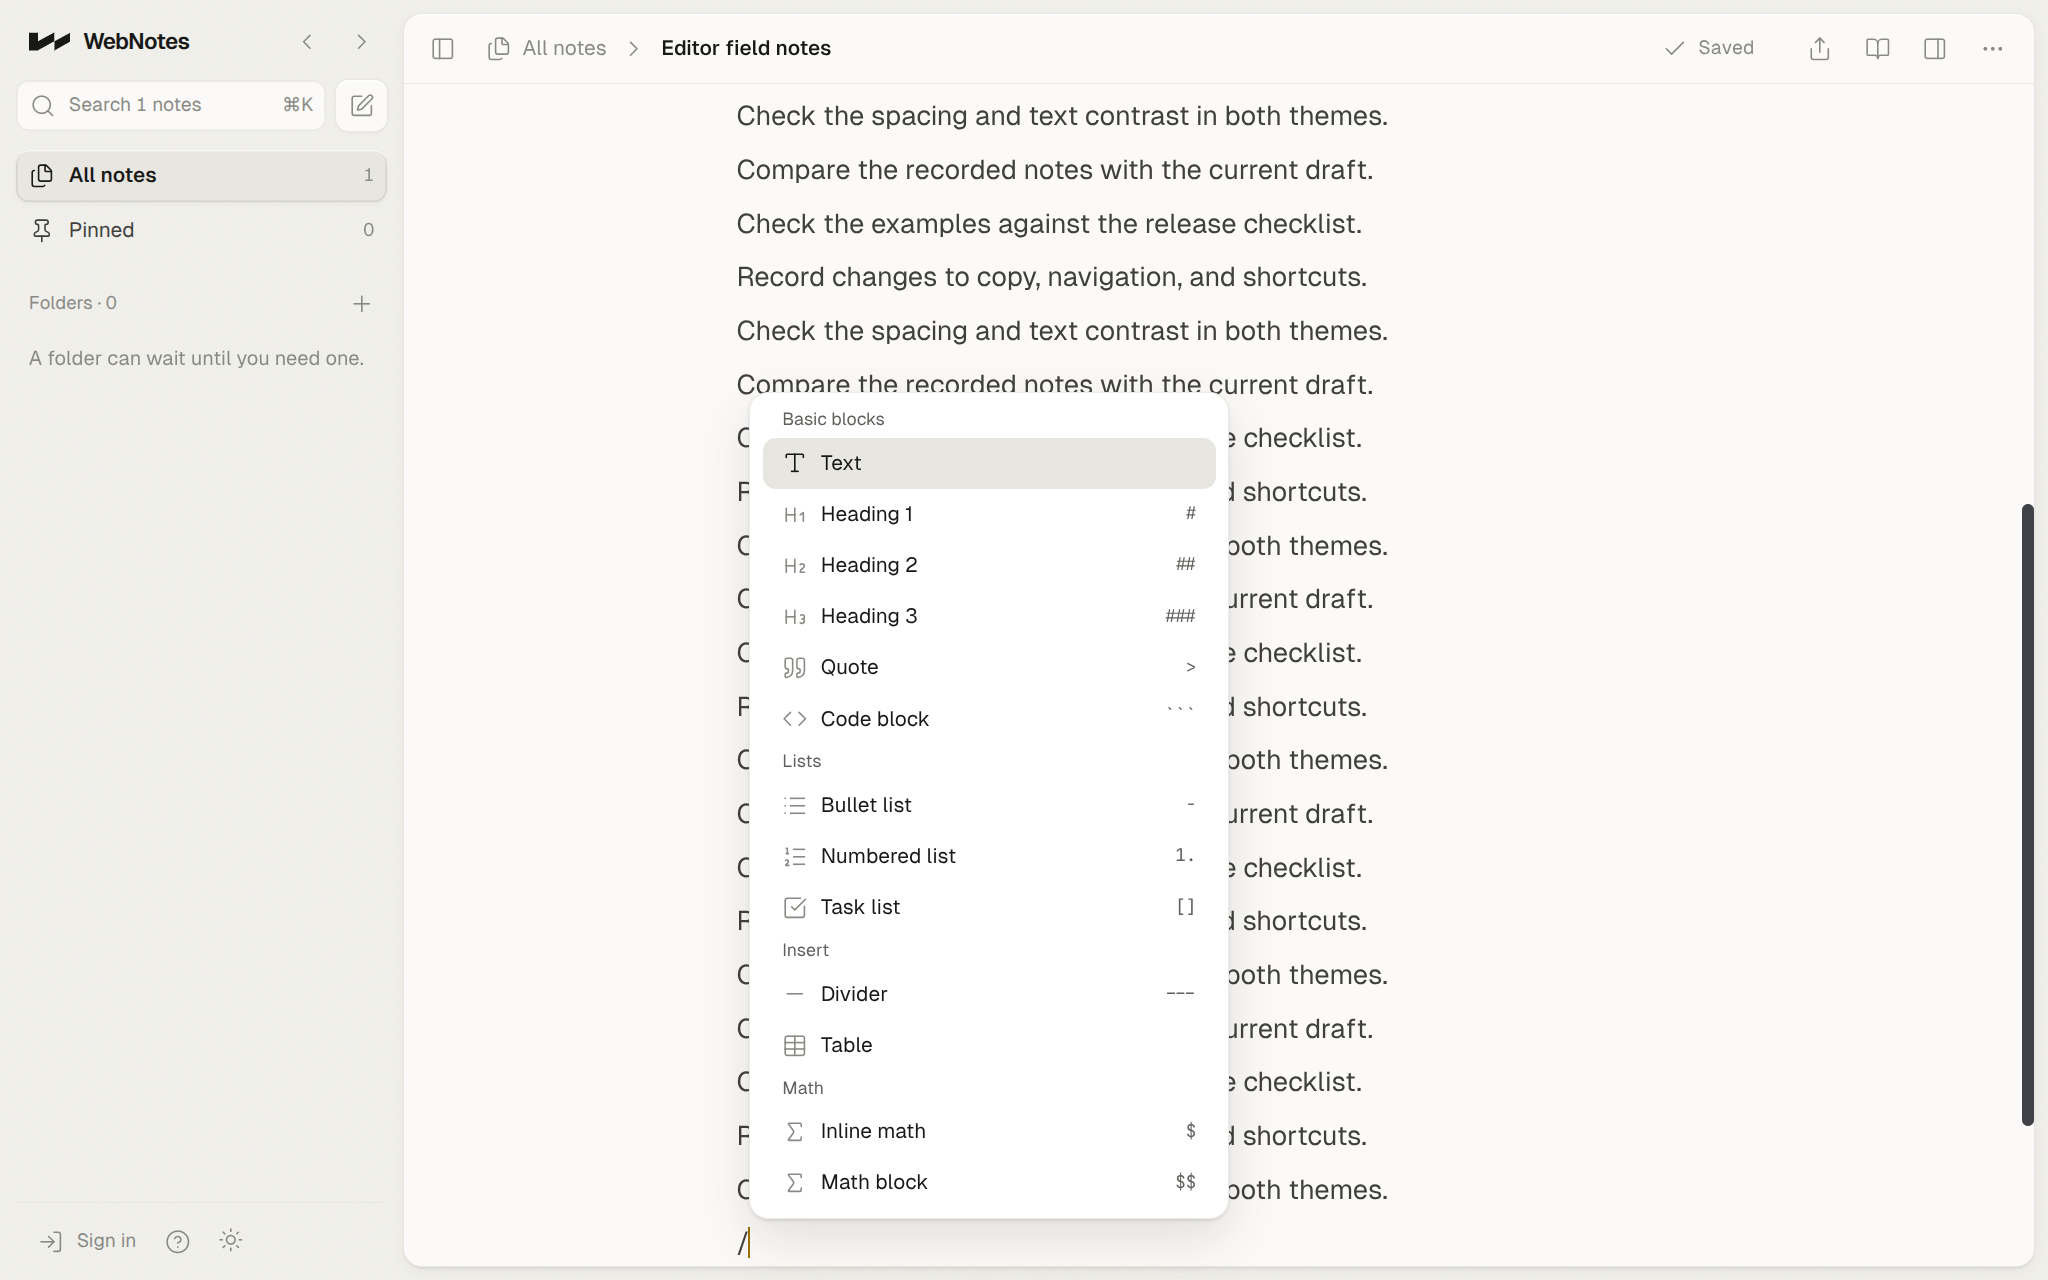 WebNotes
Search 1 notes ⌘K
All notes 1
Pinned 0
Folders · 0
A folder can wait until you need one.
Sign in
All notes > Editor field notes
Saved
Check the spacing and text contrast in both themes.
Compare the recorded notes with the current draft.
Check the examples against the release checklist.
Record changes to copy, navigation, and shortcuts.
Check the spacing and text contrast in both themes.
Compare the recorded notes with the current draft.
checklist.
shortcuts.
both themes.
draft.
checklist.
shortcuts.
both themes.
draft.
checklist.
shortcuts.
both themes.
draft.
checklist.
shortcuts.
both themes.
/
Basic blocks
Text
Heading 1 #
Heading 2 ##
Heading 3 ###
Quote >
Code block ```
Lists
Bullet list -
Numbered list 1.
Task list []
Insert
Divider ---
Table
Math
Inline math $
Math block $$